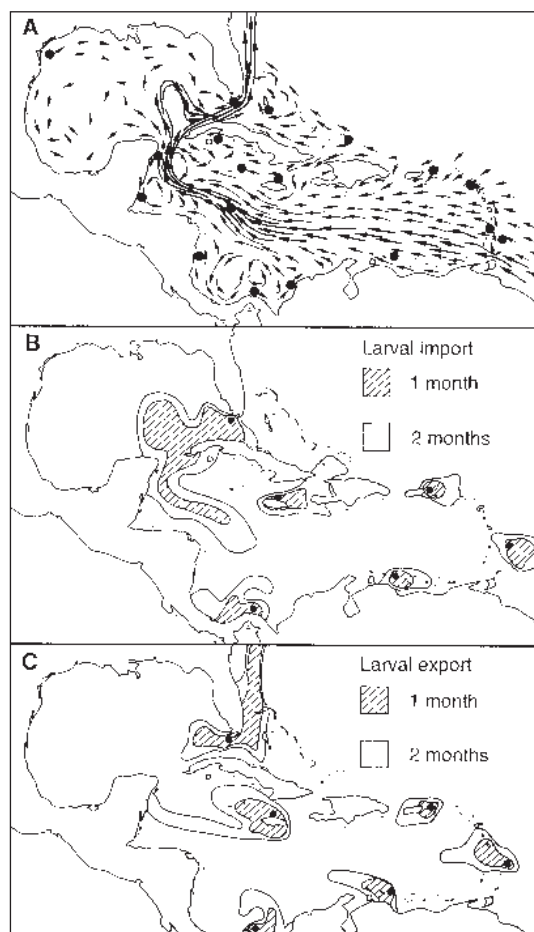 A
B
Larval import
1 month
2 months
C
Larval export
1 month
2 months